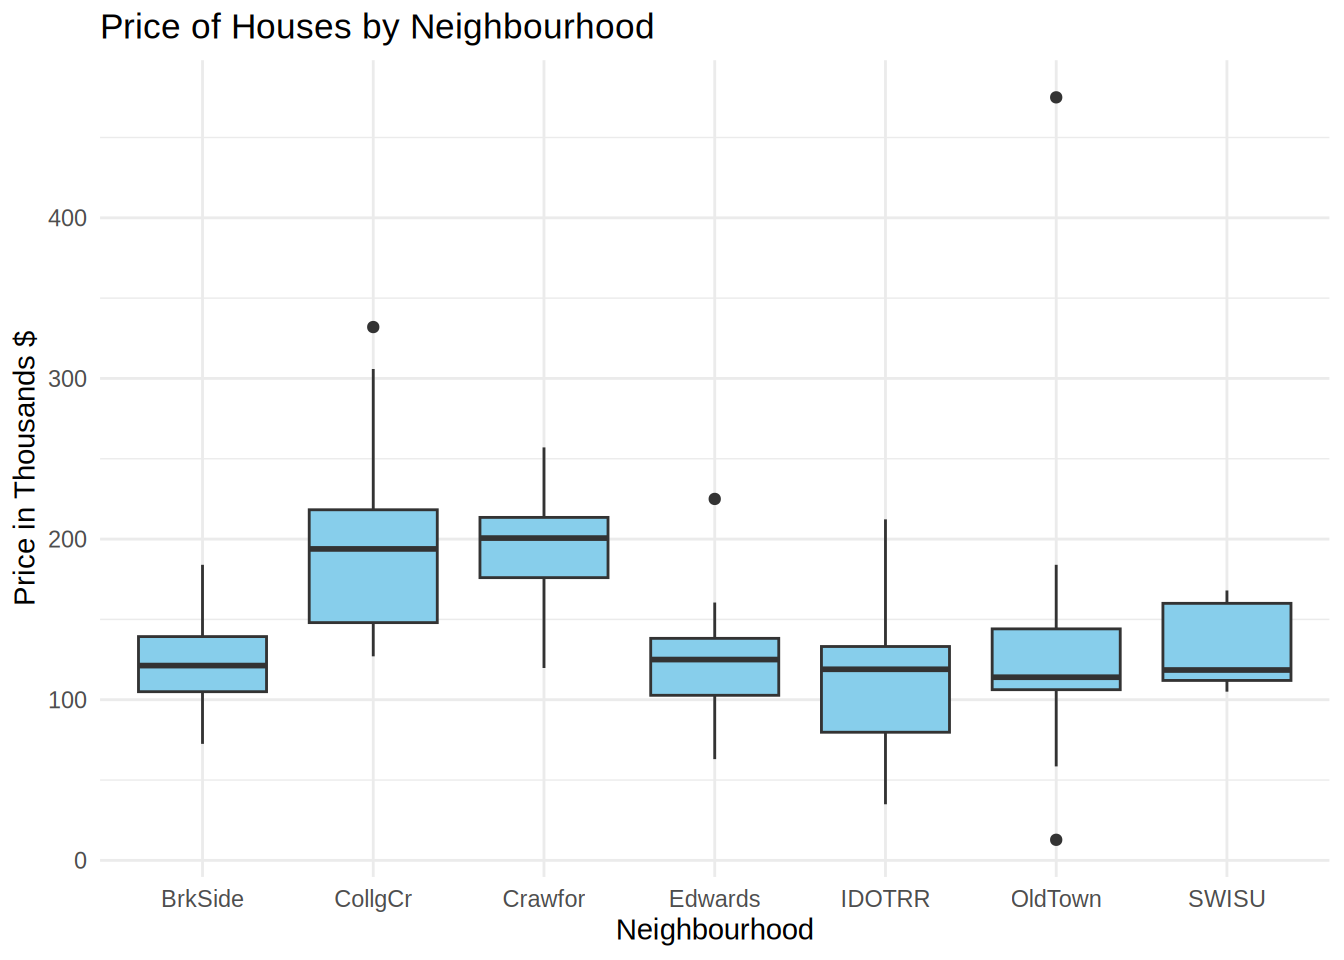 Price of Houses by Neighbourhood
Price in Thousands $
400
300
200
100
0
BrkSide CollgCr Crawfor Edwards IDOTRR OldTown SWISU
Neighbourhood